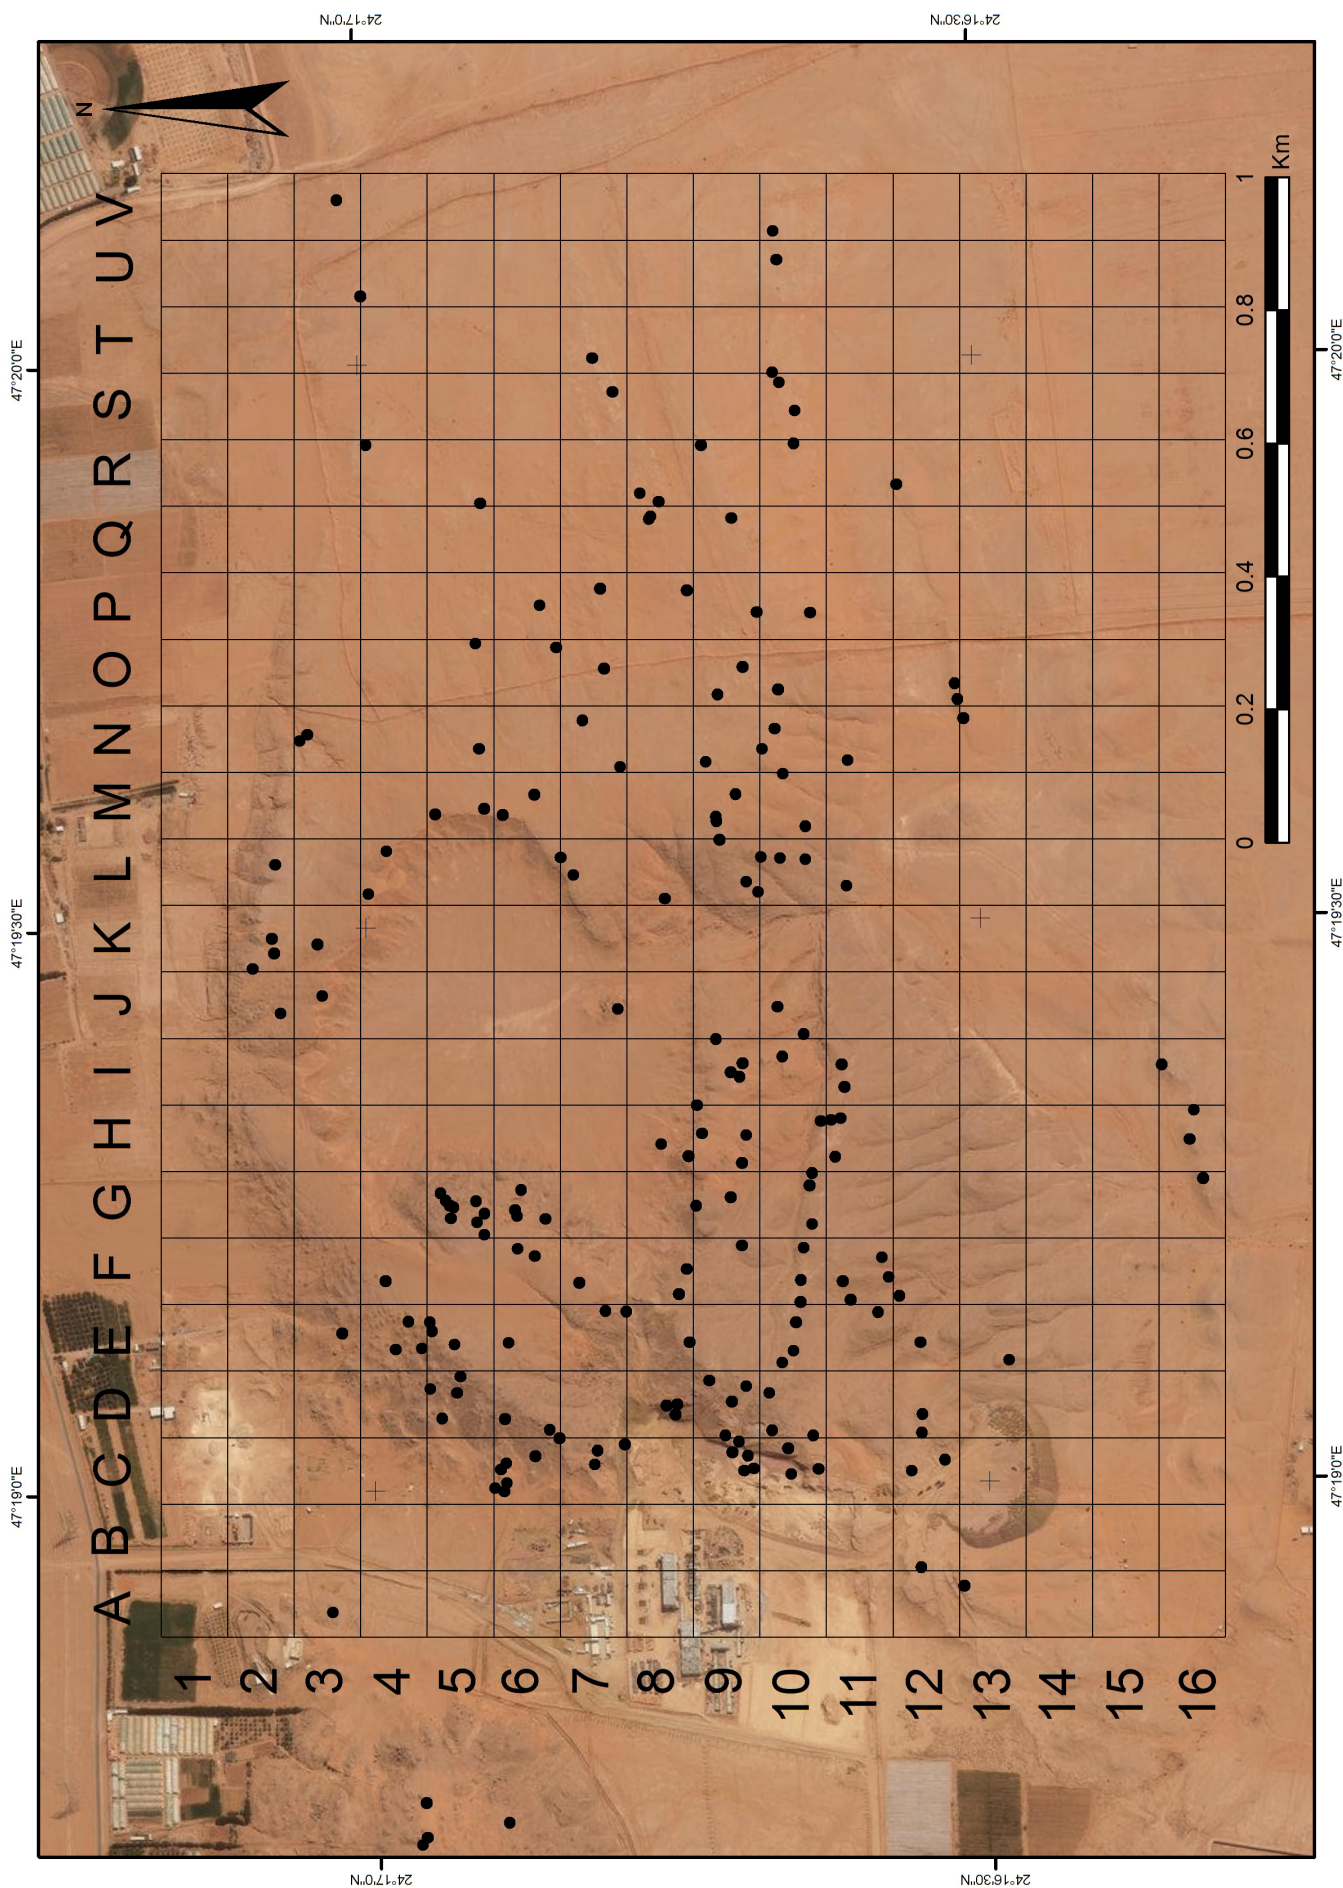 47°19'0"E 47°19'30"E 47°20'0"E
N
A B C D E F G H I J K L M N O P Q R S T U V
1
2
3
24°17'0"N 24°17'0"N
4
5
6
7
8
9
10
11
12
24°16'30"N 24°16'30"N
13
14
15
16
0 0.2 0.4 0.6 0.8 1
Km
47°19'0"E 47°19'30"E 47°20'0"E